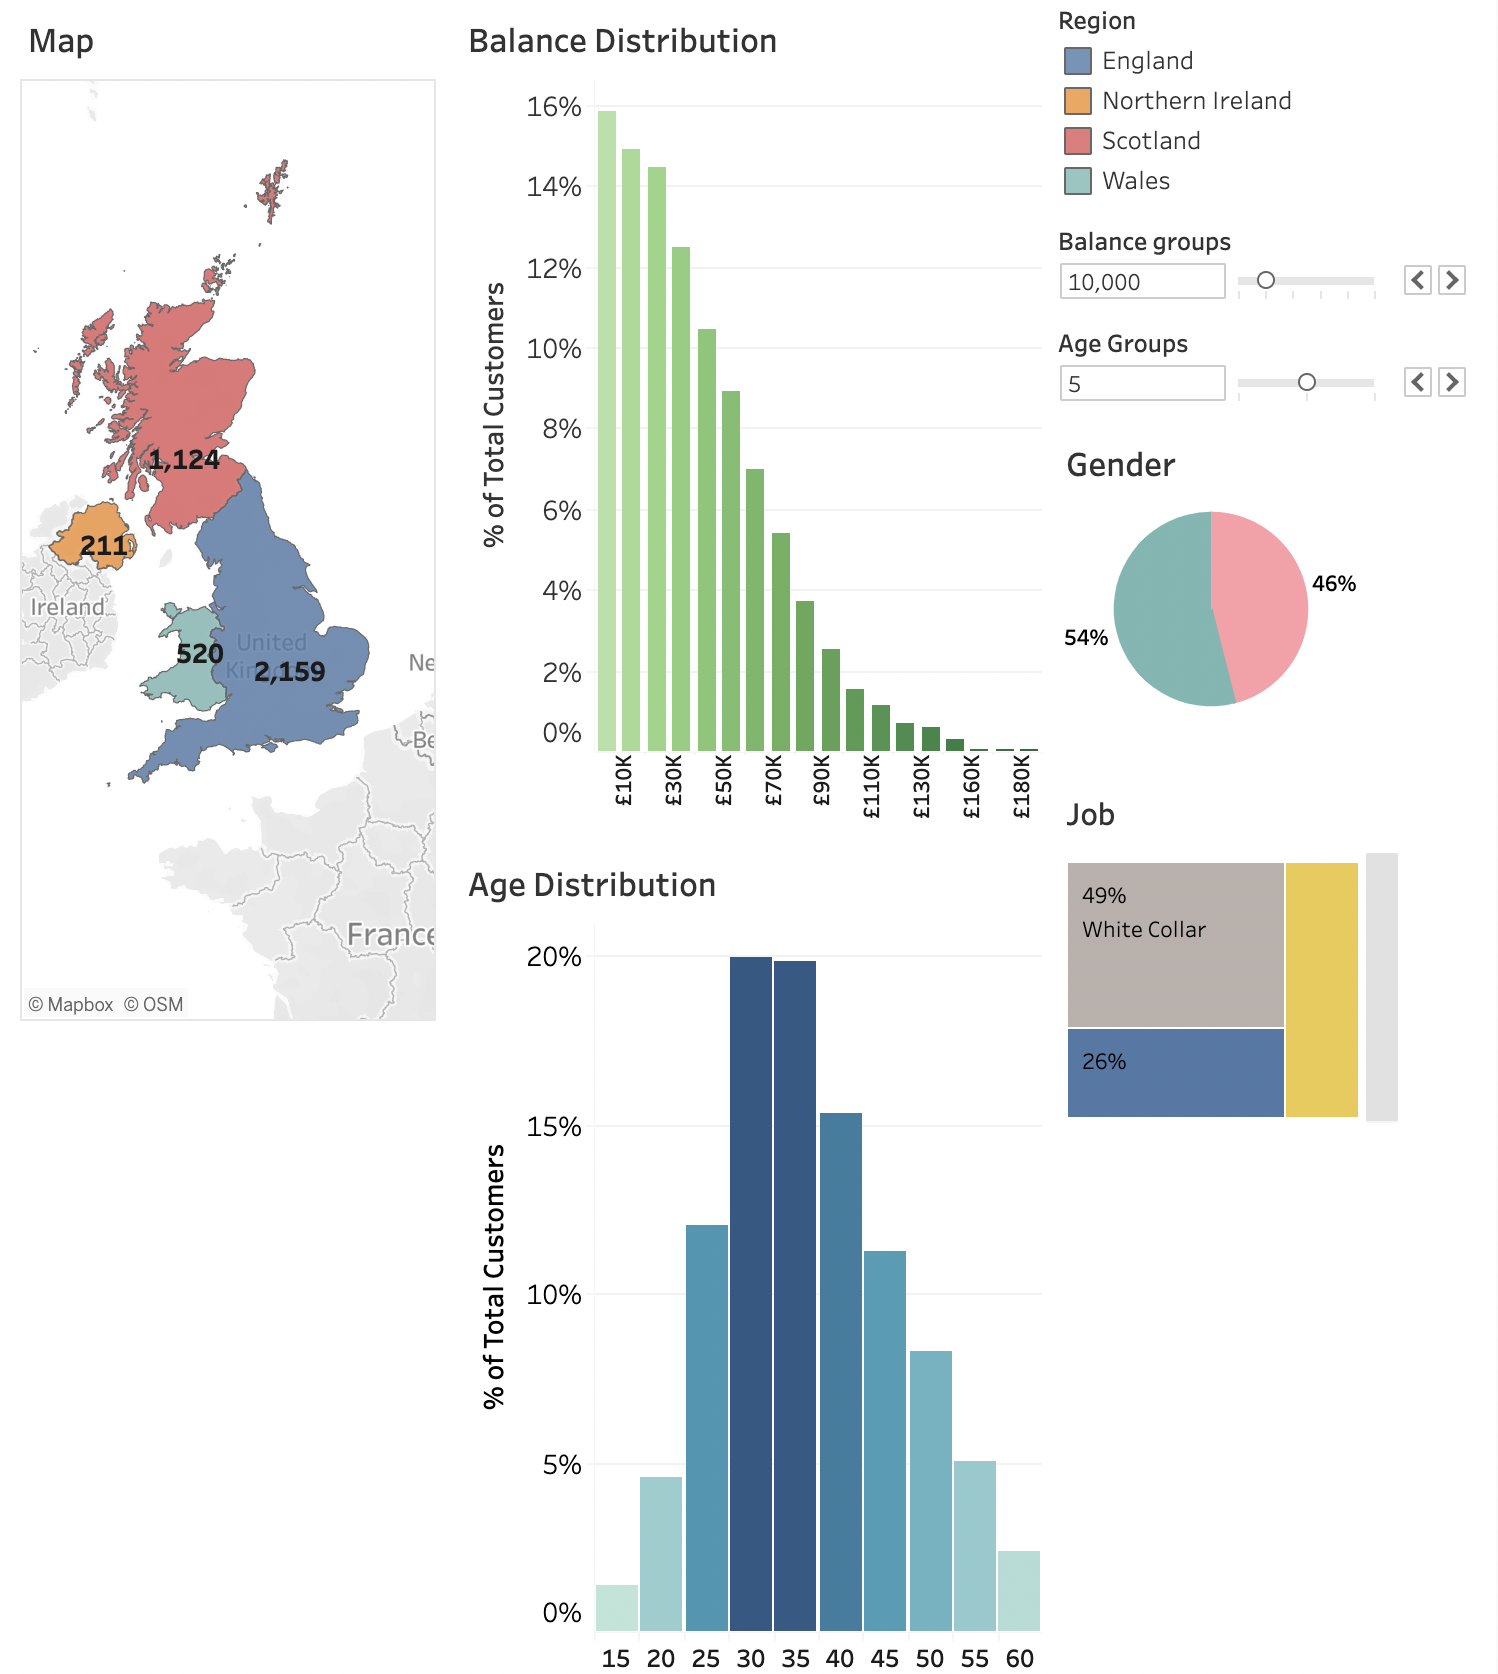 Map
1,124
211
Ireland
520
United
Kingdom
2,159
Ne
Be
France
© Mapbox © OSM
Balance Distribution
% of Total Customers
16%
14%
12%
10%
8%
6%
4%
2%
0%
£10K
£30K
£50K
£70K
£90K
£110K
£130K
£160K
£180K
Age Distribution
% of Total Customers
20%
15%
10%
5%
0%
15 20 25 30 35 40 45 50 55 60
Region
England
Northern Ireland
Scotland
Wales
Balance groups
10,000
Age Groups
5
Gender
46%
54%
Job
49%
White Collar
26%